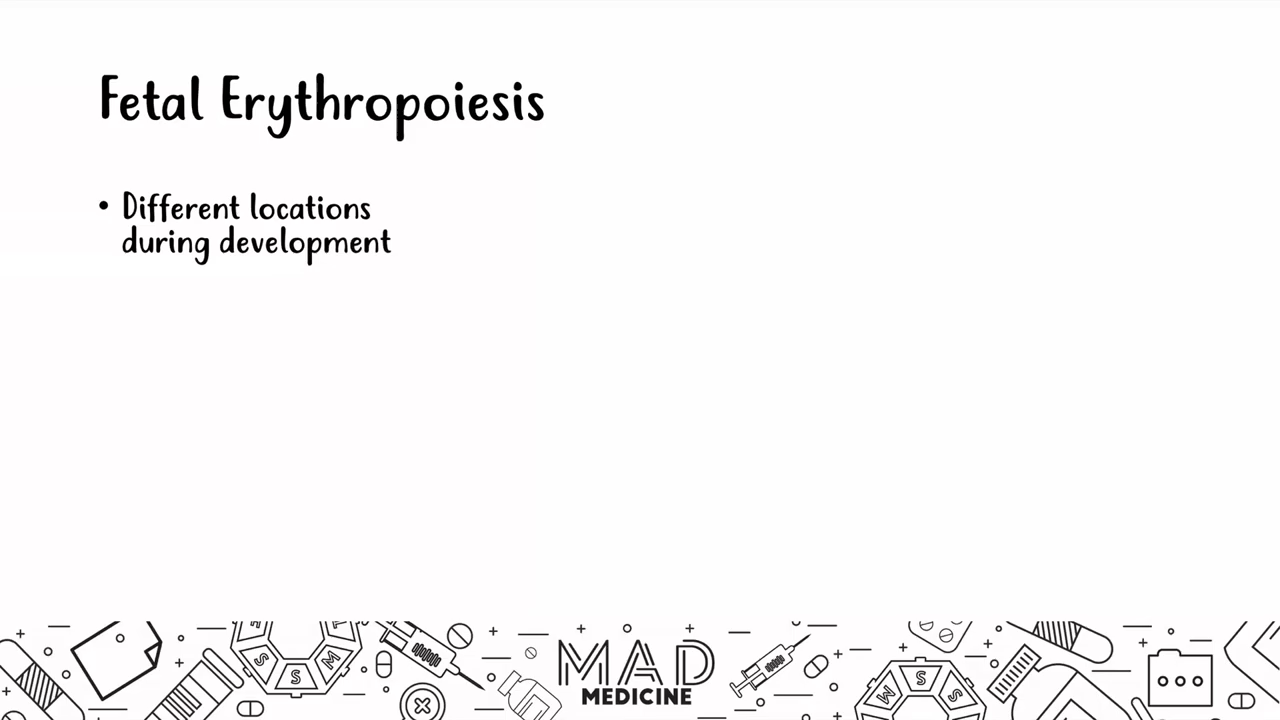 Fetal Erythropoiesis
• Different locations
during development
S
S
M
MAD
MEDICINE
M
S
S